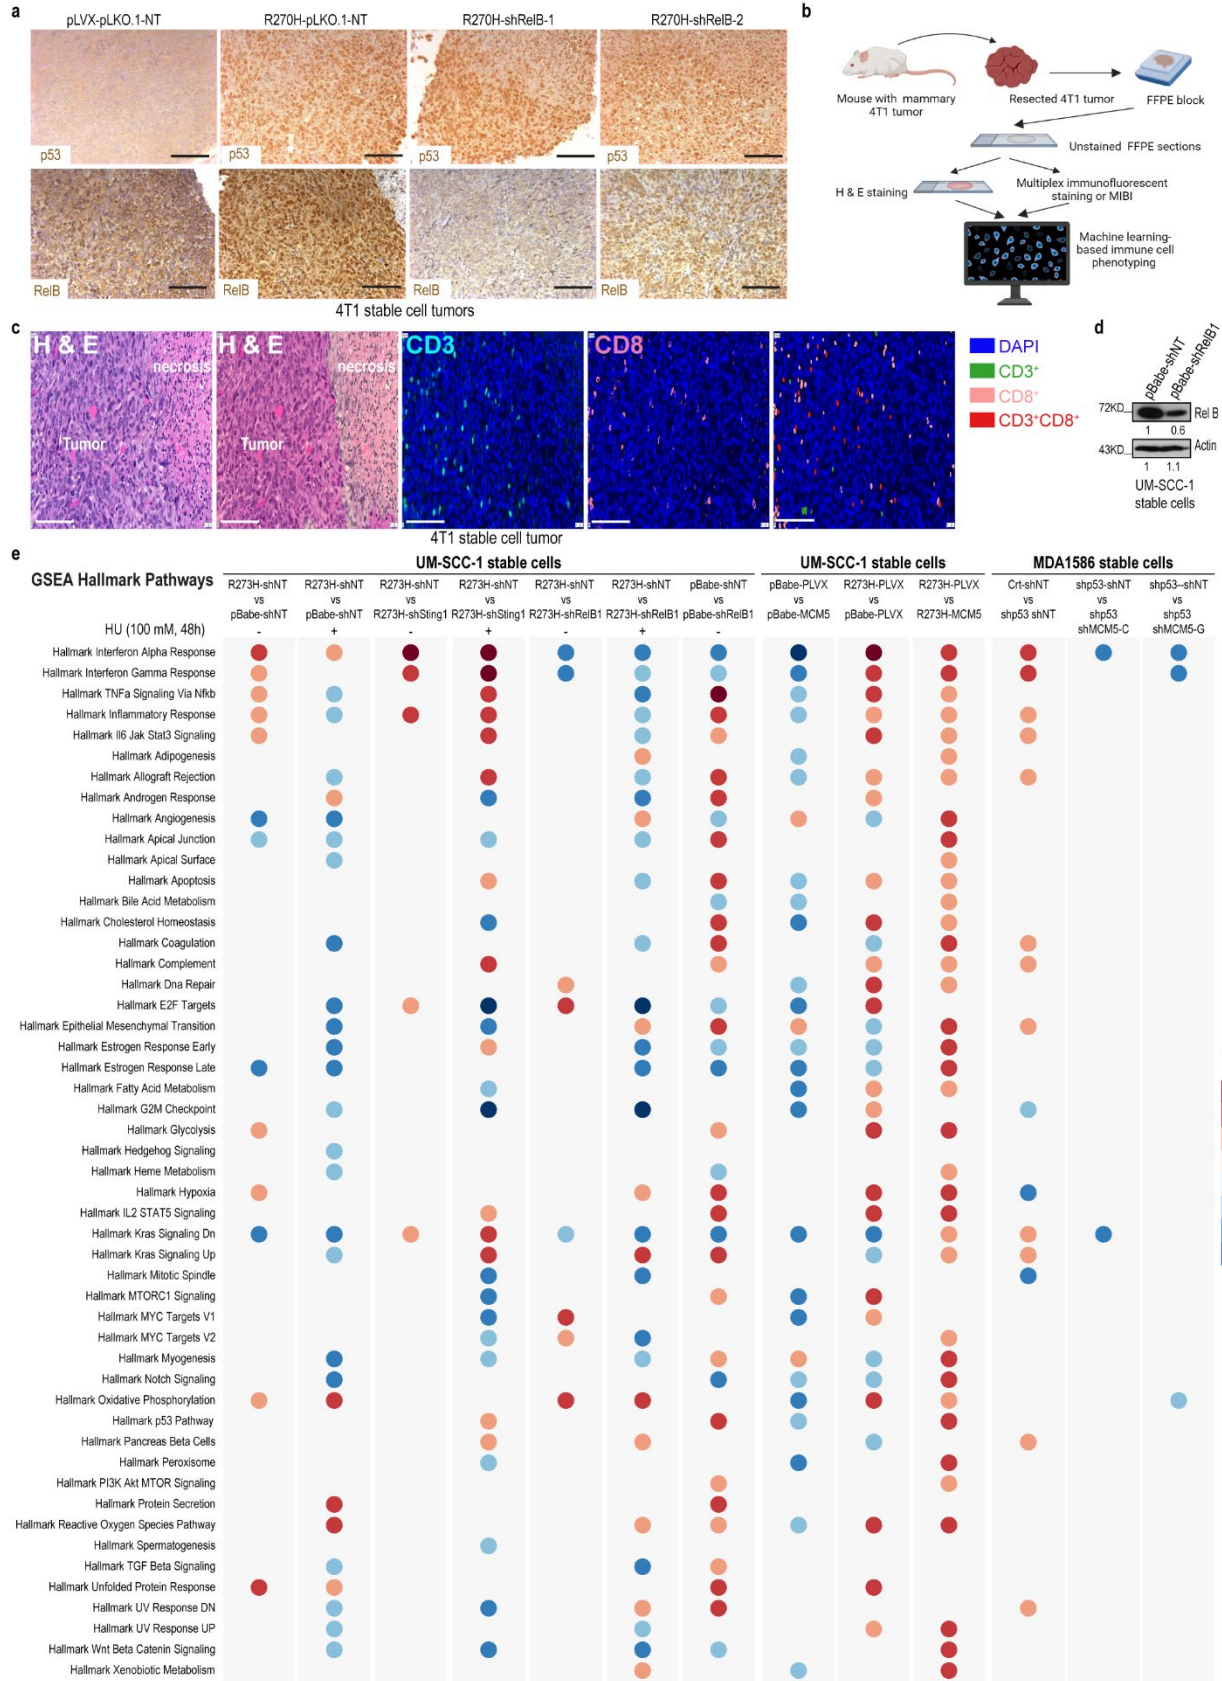 a
pLVX-pLKO.1-NT
R270H-pLKO.1-NT
R270H-shRelB-1
R270H-shRelB-2
p53
p53
p53
p53
RelB
RelB
RelB
RelB
4T1 stable cell tumors
b
Mouse with mammary
4T1 tumor
Resected 4T1 tumor
FFPE block
Unstained FFPE sections
H & E staining
Multiplex immunofluorescent
staining or MIBI
Machine learning-
based immune cell
phenotyping
c
H & E
necrosis
Tumor
H & E
necrosis
Tumor
CD3
CD8
DAPI
CD3⁺
CD8⁺
CD3⁺CD8⁺
4T1 stable cell tumor
d
pBabe-shNT
pBabe-shRelB1
72KD
Rel B
1 0.6
43KD
Actin
1 1.1
UM-SCC-1
stable cells
e
GSEA Hallmark Pathways
UM-SCC-1 stable cells
UM-SCC-1 stable cells
MDA1586 stable cells
R273H-shNT
vs
pBabe-shNT
R273H-shNT
vs
pBabe-shNT
R273H-shNT
vs
R273H-shSting1
R273H-shNT
vs
R273H-shSting1
R273H-shNT
vs
R273H-shRelB1
R273H-shNT
vs
R273H-shRelB1
pBabe-shNT
vs
pBabe-shRelB1
pBabe-PLVX
vs
pBabe-MCM5
R273H-PLVX
vs
pBabe-PLVX
R273H-PLVX
vs
R273H-MCM5
Crt-shNT
vs
shp53 shNT
shp53-shNT
vs
shp53
shMCM5-C
shp53--shNT
vs
shp53
shMCM5-G
HU (100 mM, 48h) - + - + - + -
Hallmark Interferon Alpha Response
Hallmark Interferon Gamma Response
Hallmark TNFa Signaling Via Nfkb
Hallmark Inflammatory Response
Hallmark Il6 Jak Stat3 Signaling
Hallmark Adipogenesis
Hallmark Allograft Rejection
Hallmark Androgen Response
Hallmark Angiogenesis
Hallmark Apical Junction
Hallmark Apical Surface
Hallmark Apoptosis
Hallmark Bile Acid Metabolism
Hallmark Cholesterol Homeostasis
Hallmark Coagulation
Hallmark Complement
Hallmark Dna Repair
Hallmark E2F Targets
Hallmark Epithelial Mesenchymal Transition
Hallmark Estrogen Response Early
Hallmark Estrogen Response Late
Hallmark Fatty Acid Metabolism
Hallmark G2M Checkpoint
Hallmark Glycolysis
Hallmark Hedgehog Signaling
Hallmark Heme Metabolism
Hallmark Hypoxia
Hallmark IL2 STAT5 Signaling
Hallmark Kras Signaling Dn
Hallmark Kras Signaling Up
Hallmark Mitotic Spindle
Hallmark MTORC1 Signaling
Hallmark MYC Targets V1
Hallmark MYC Targets V2
Hallmark Myogenesis
Hallmark Notch Signaling
Hallmark Oxidative Phosphorylation
Hallmark p53 Pathway
Hallmark Pancreas Beta Cells
Hallmark Peroxisome
Hallmark PI3K Akt MTOR Signaling
Hallmark Protein Secretion
Hallmark Reactive Oxygen Species Pathway
Hallmark Spermatogenesis
Hallmark TGF Beta Signaling
Hallmark Unfolded Protein Response
Hallmark UV Response DN
Hallmark UV Response UP
Hallmark Wnt Beta Catenin Signaling
Hallmark Xenobiotic Metabolism